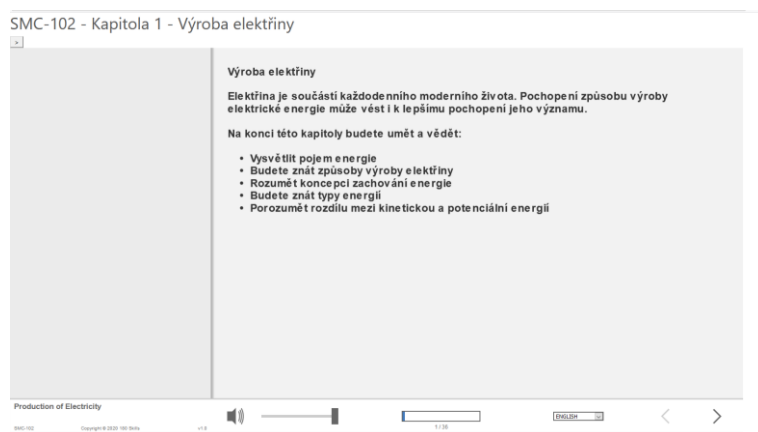 SMC-102 - Kapitola 1 - Výroba elektřiny
>
Výroba elektřiny
Elektřina je součástí každodenního moderního života. Pochopení způsobu výroby
elektrické energie může vést i k lepšímu pochopení jeho významu.
Na konci této kapitoly budete umět a vědět:
• Vysvětlit pojem energie
• Budete znát způsoby výroby elektřiny
• Rozumět koncepci zachování energie
• Budete znát typy energií
• Porozumět rozdílu mezi kinetickou a potenciální energií
Production of Electricity
SMC-102 Copyright © 2020 100 Skills v1.0
1 / 36
ENGLISH